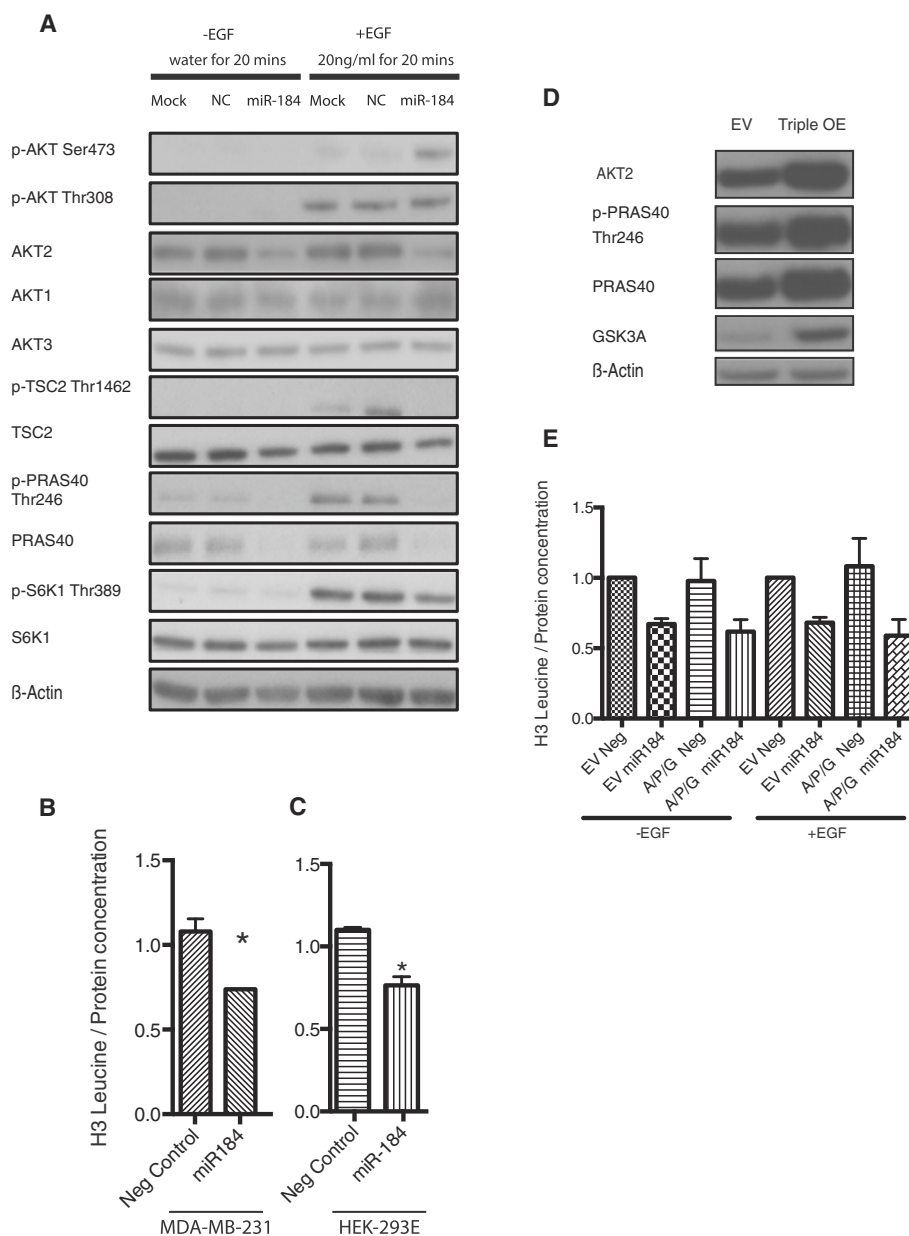 A
-EGF
+EGF
water for 20 mins
20ng/ml for 20 mins
Mock NC miR-184 Mock NC miR-184
p-AKT Ser473
p-AKT Thr308
AKT2
AKT1
AKT3
p-TSC2 Thr1462
TSC2
p-PRAS40
Thr246
PRAS40
p-S6K1 Thr389
S6K1
ß-Actin
D
EV Triple OE
AKT2
p-PRAS40
Thr246
PRAS40
GSK3A
ß-Actin
E
H3 Leucine / Protein concentration
1.5
1.0
0.5
0.0
EV Neg
EV miR184
A/P/G Neg
A/P/G miR184
EV Neg
EV miR184
A/P/G Neg
A/P/G miR184
-EGF
+EGF
B
H3 Leucine / Protein concentration
1.5
1.0
0.5
0.0
*
Neg Control
miR184
MDA-MB-231
C
1.5
1.0
0.5
0.0
*
Neg Control
miR-184
HEK-293E